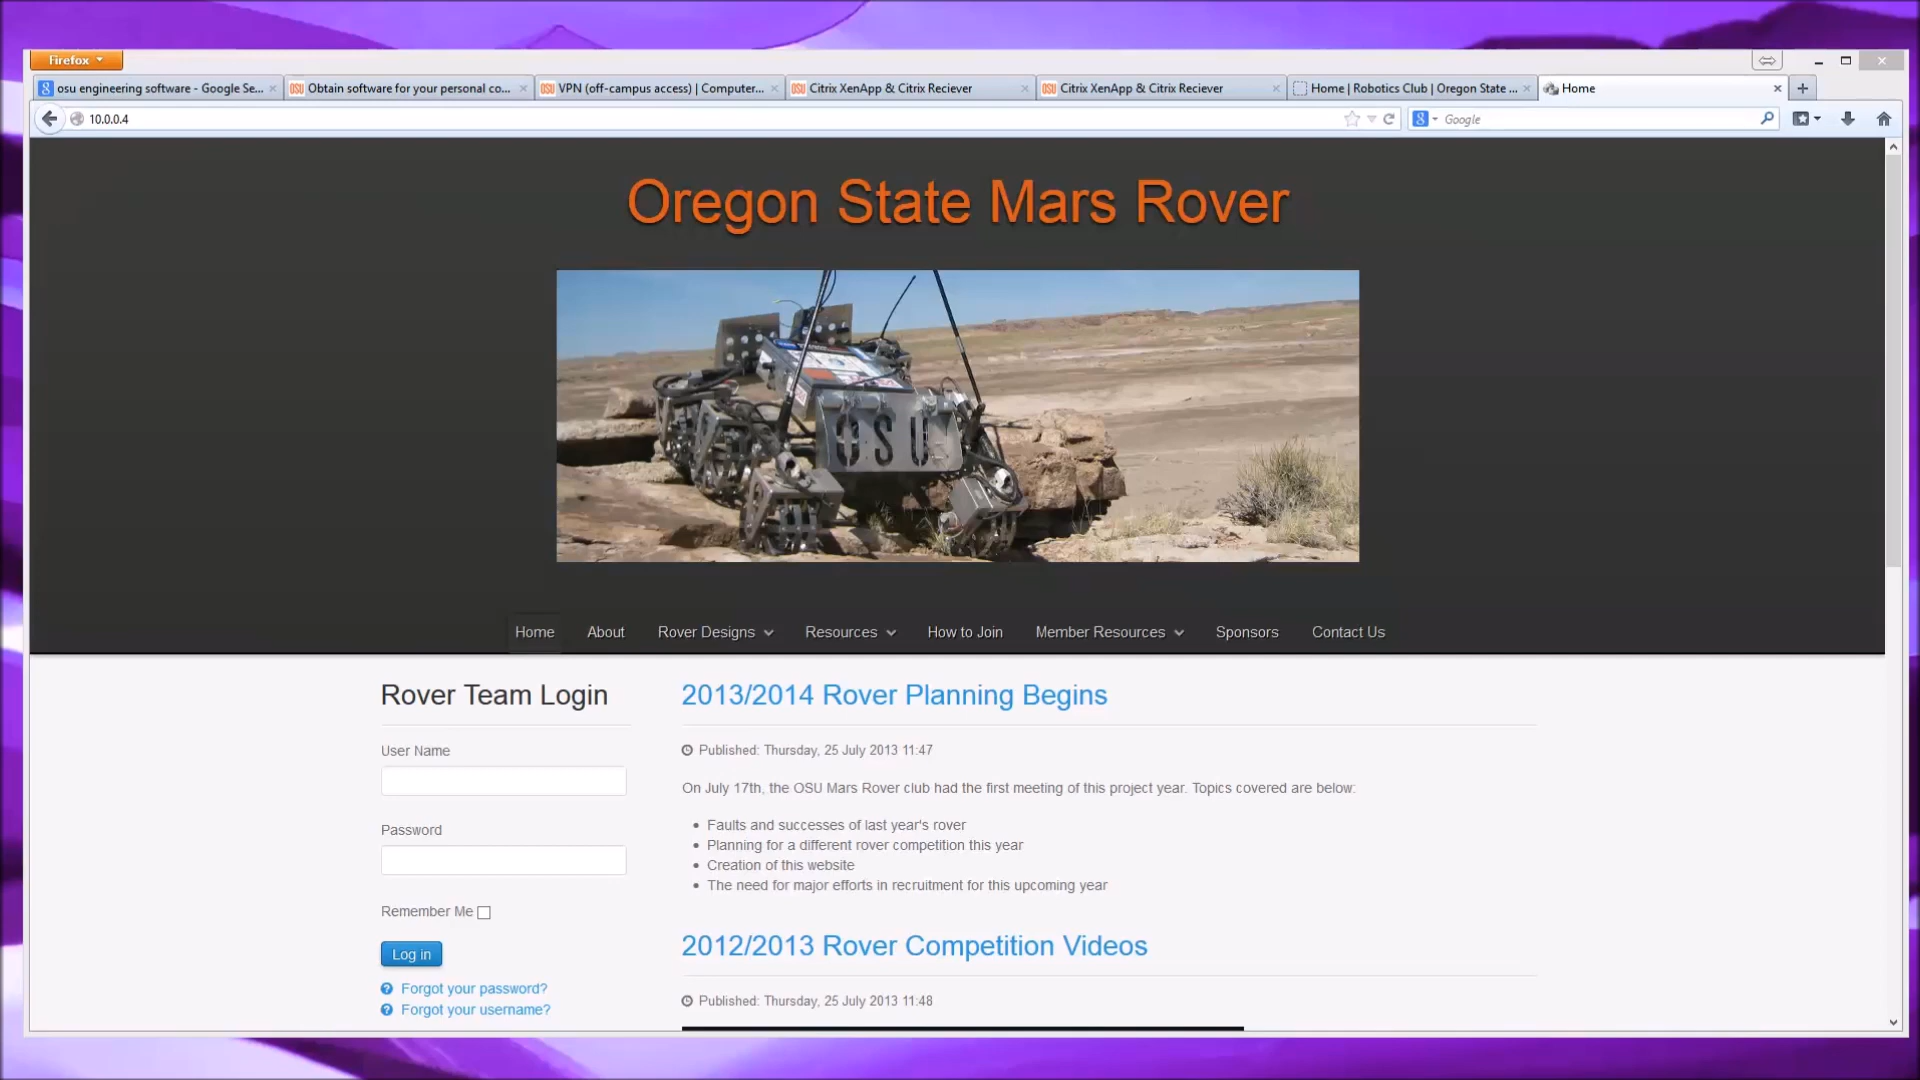 Firefox
osu engineering software - Google Se...
Obtain software for your personal co...
VPN (off-campus access) | Computer...
Citrix XenApp & Citrix Reciever
Citrix XenApp & Citrix Reciever
Home | Robotics Club | Oregon State ...
Home
10.0.0.4
Google
Oregon State Mars Rover
OSU
Home About Rover Designs Resources How to Join Member Resources Sponsors Contact Us
Rover Team Login
User Name
Password
Remember Me
Log in
Forgot your password?
Forgot your username?
2013/2014 Rover Planning Begins
Published: Thursday, 25 July 2013 11:47
On July 17th, the OSU Mars Rover club had the first meeting of this project year. Topics covered are below:
• Faults and successes of last year's rover
• Planning for a different rover competition this year
• Creation of this website
• The need for major efforts in recruitment for this upcoming year
2012/2013 Rover Competition Videos
Published: Thursday, 25 July 2013 11:48